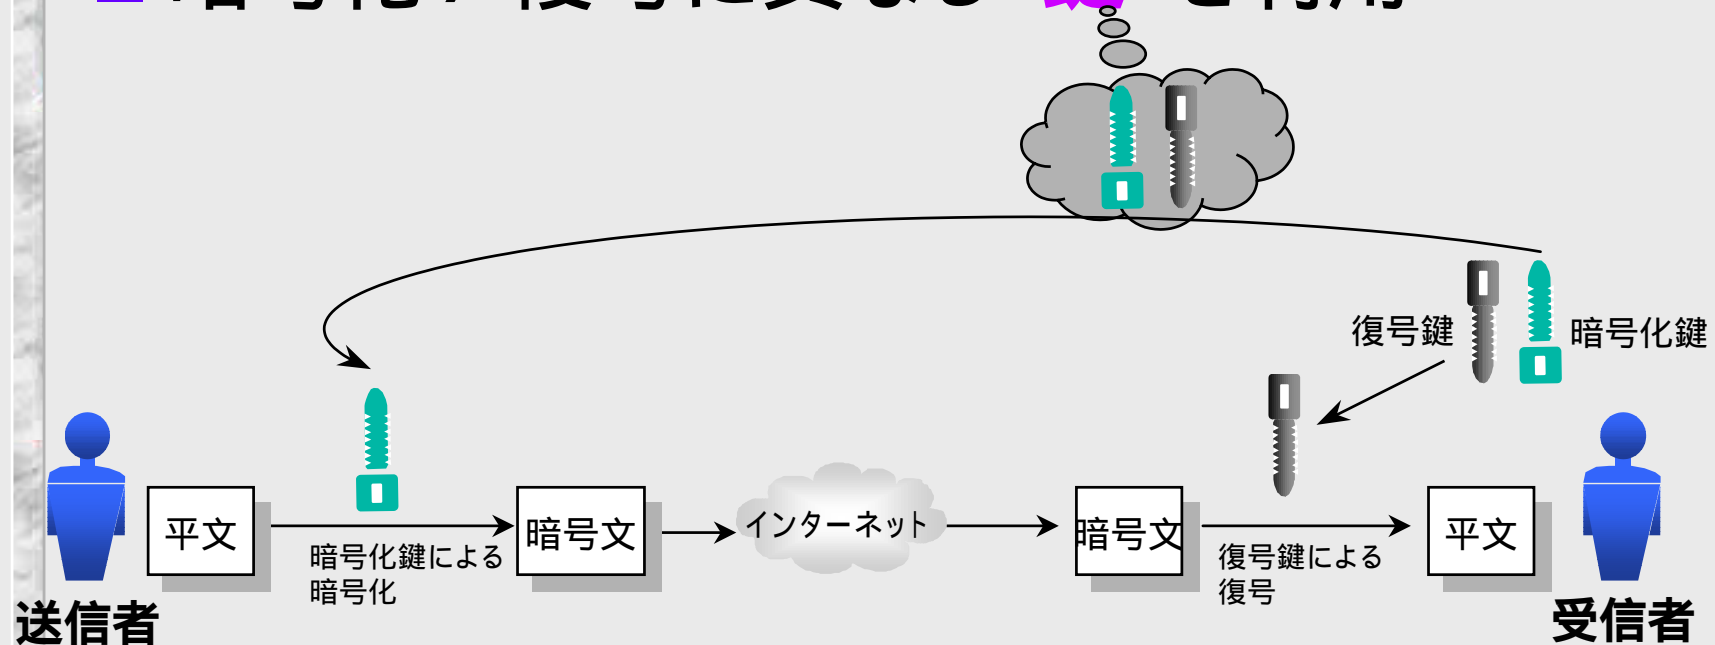 復号鍵
暗号化鍵
平文
暗号化鍵による
暗号化
暗号文
インターネット
暗号文
復号鍵による
復号
平文
送信者
受信者